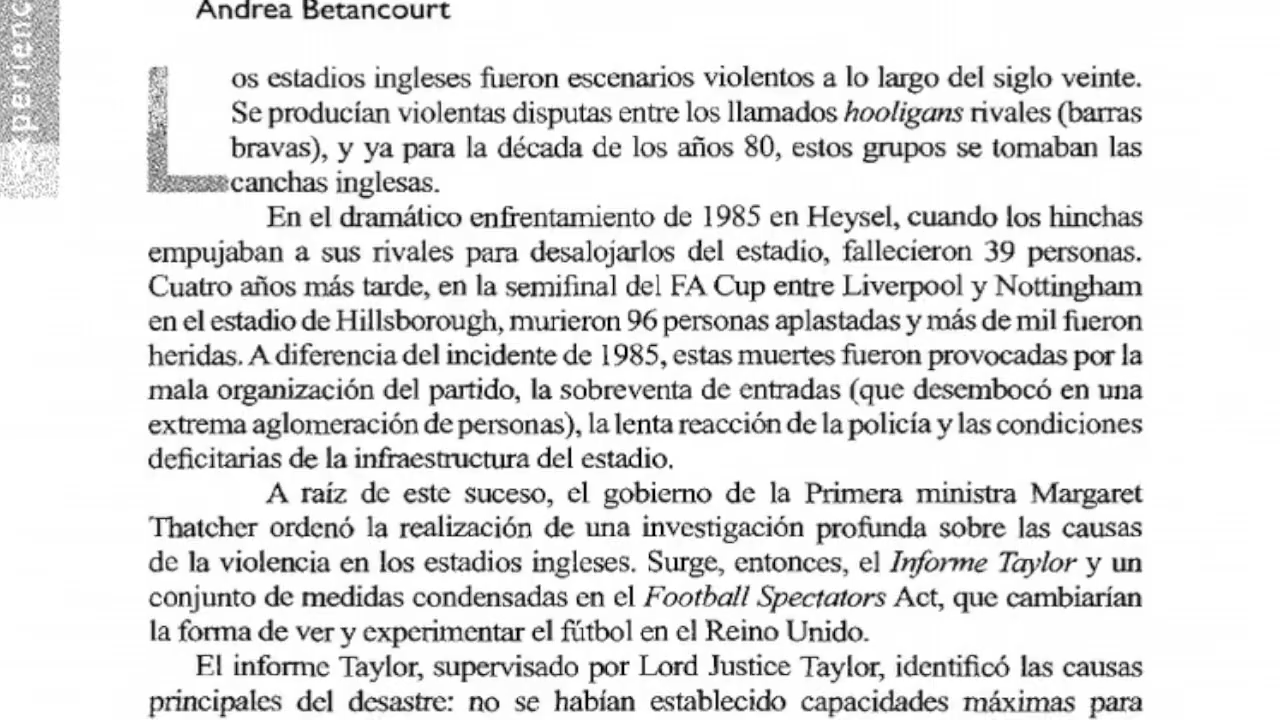 xperienc
Andrea Betancourt
Los estadios ingleses fueron escenarios violentos a lo largo del siglo veinte.
Se producían violentas disputas entre los llamados hooligans rivales (barras
bravas), y ya para la década de los años 80, estos grupos se tomaban las
canchas inglesas.
En el dramático enfrentamiento de 1985 en Heysel, cuando los hinchas
empujaban a sus rivales para desalojarlos del estadio, fallecieron 39 personas.
Cuatro años más tarde, en la semifinal del FA Cup entre Liverpool y Nottingham
en el estadio de Hillsborough, murieron 96 personas aplastadas y más de mil fueron
heridas. A diferencia del incidente de 1985, estas muertes fueron provocadas por la
mala organización del partido, la sobreventa de entradas (que desembocó en una
extrema aglomeración de personas), la lenta reacción de la policía y las condiciones
deficitarias de la infraestructura del estadio.
A raíz de este suceso, el gobierno de la Primera ministra Margaret
Thatcher ordenó la realización de una investigación profunda sobre las causas
de la violencia en los estadios ingleses. Surge, entonces, el Informe Taylor y un
conjunto de medidas condensadas en el Football Spectators Act, que cambiarían
la forma de ver y experimentar el fútbol en el Reino Unido.
El informe Taylor, supervisado por Lord Justice Taylor, identificó las causas
principales del desastre: no se habían establecido capacidades máximas para